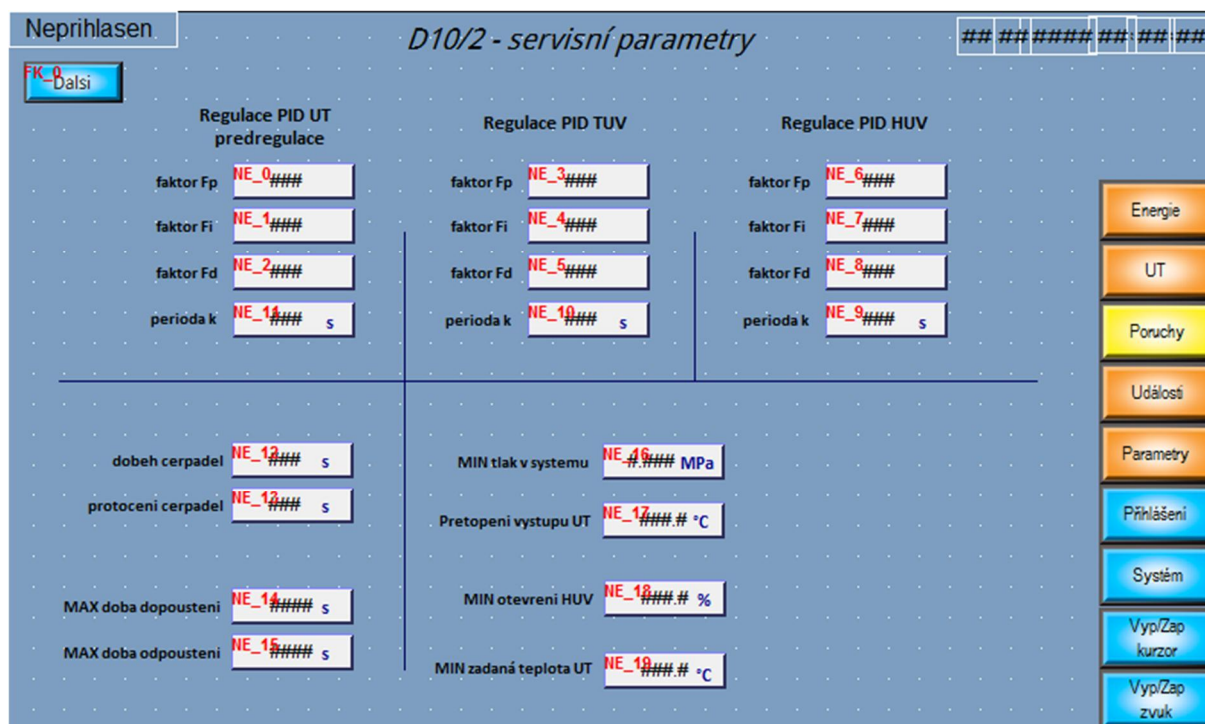 Neprihlasen
D10/2 - servisní parametry
## ## #### ## ## ##
FK_0
Dalsi
Regulace PID UT
predregulace
Regulace PID TUV
Regulace PID HUV
faktor Fp NE_0 ### faktor Fp NE_3 ### faktor Fp NE_6 ###
faktor Fi NE_1 ### faktor Fi NE_4 ### faktor Fi NE_7 ###
faktor Fd NE_2 ### faktor Fd NE_5 ### faktor Fd NE_8 ###
perioda k NE_11 ### s perioda k NE_10 ### s perioda k NE_9 ### s
dobeh cerpadel ### s
protoceni cerpadel ### s
MAX doba dopousteni NE_14 #### s
MAX doba odpousteni NE_15 #### s
MIN tlak v systemu NE_16 #.### MPa
Pretopeni vystupu UT NE_17 ###.# °C
MIN otevreni HUV NE_18 ###.# %
MIN zadaná teplota UT NE_19 ###.# °C
Energie
UT
Poruchy
Události
Parametry
Přihlášení
Systém
Vyp/Zap
kurzor
Vyp/Zap
zvuk